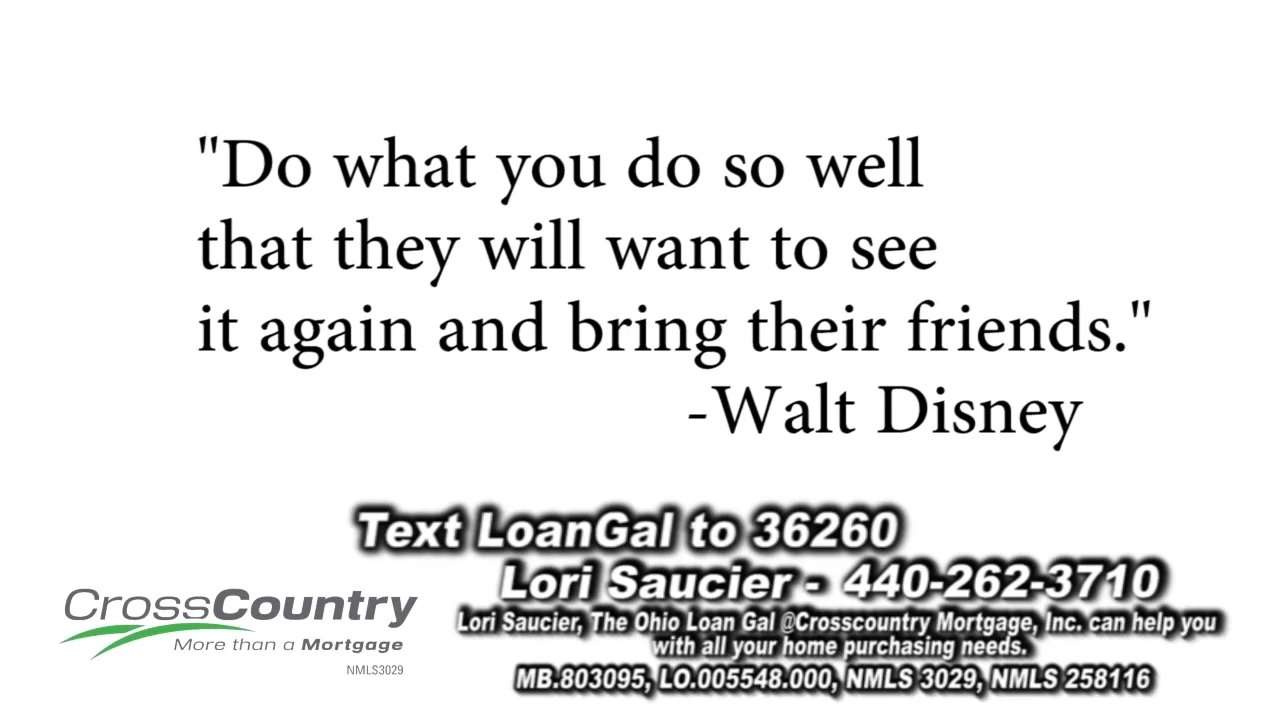 "Do what you do so well
that they will want to see
it again and bring their friends."
-Walt Disney
Text LoanGal to 36260
Lori Saucier - 440-262-3710
CrossCountry
More than a Mortgage
NMLS3029
Lori Saucier, The Ohio Loan Gal @Crosscountry Mortgage, Inc. can help you
with all your home purchasing needs.
MB.803095, LO.005548.000, NMLS 3029, NMLS 258116